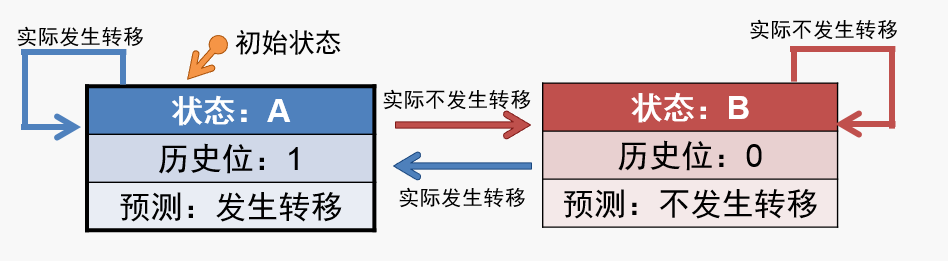 实际发生转移
初始状态
实际不发生转移
状态：A
历史位：1
预测：发生转移
实际不发生转移
实际发生转移
状态：B
历史位：0
预测：不发生转移